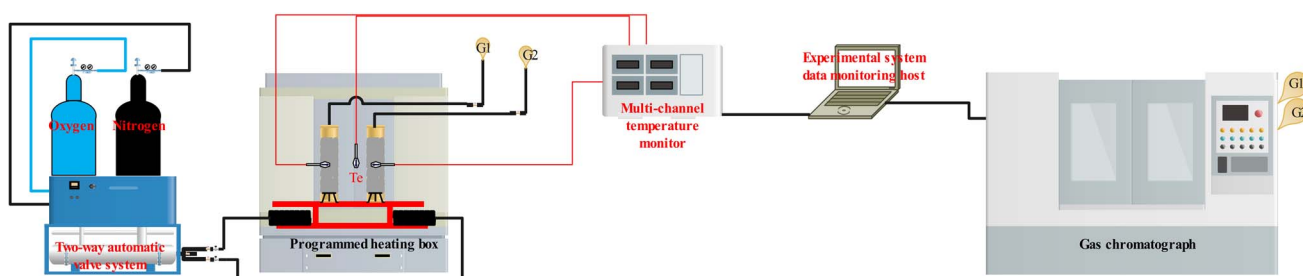 G1
G2
Oxygen
Nitrogen
Te
Multi-channel
temperature
monitor
Experimental system
data monitoring host
G1
G2
Two-way automatic
valve system
Programmed heating box
Gas chromatograph